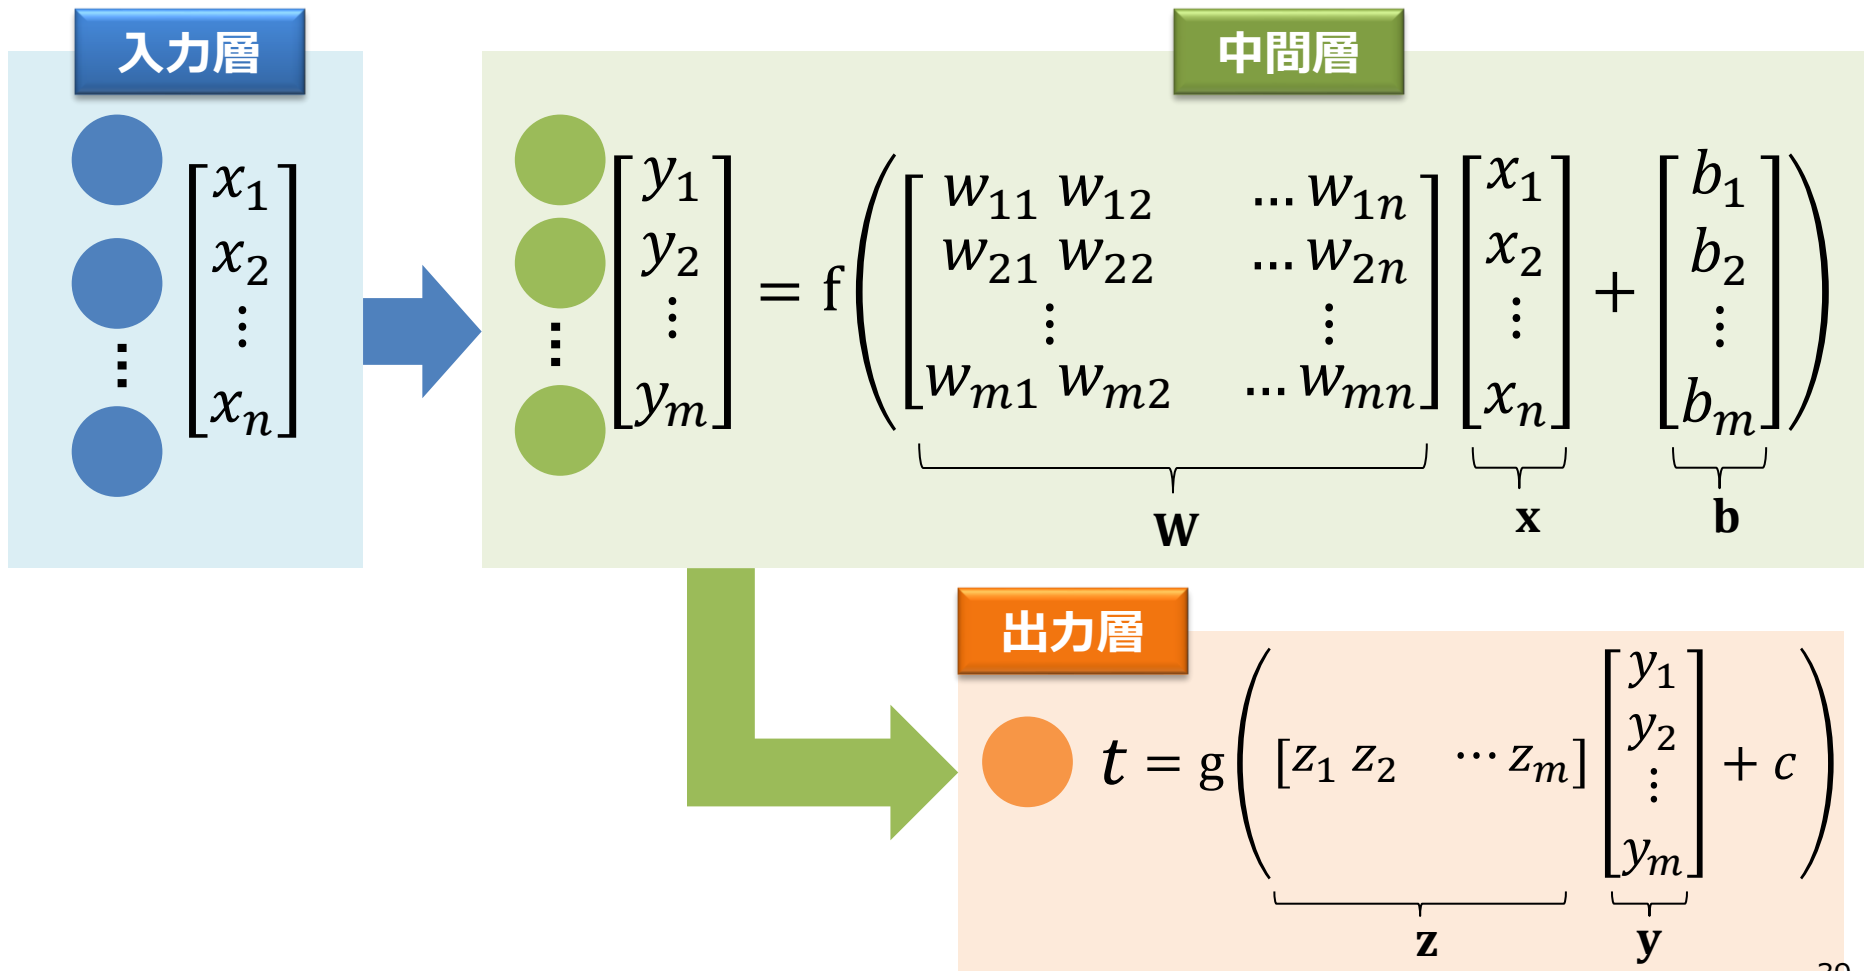 入力層
x₁
x₂
⋮
xₙ
中間層
[y₁ y₂ ⋮ yₘ] = f([w₁₁ w₁₂ … w₁ₙ
w₂₁ w₂₂ … w₂ₙ
⋮ ⋮
wₘ₁ wₘ₂ … wₘₙ] [x₁ x₂ ⋮ xₙ] + [b₁ b₂ ⋮ bₘ])
W x b
出力層
t = g([z₁ z₂ ⋯ zₘ] [y₁ y₂ ⋮ yₘ] + c)
z y